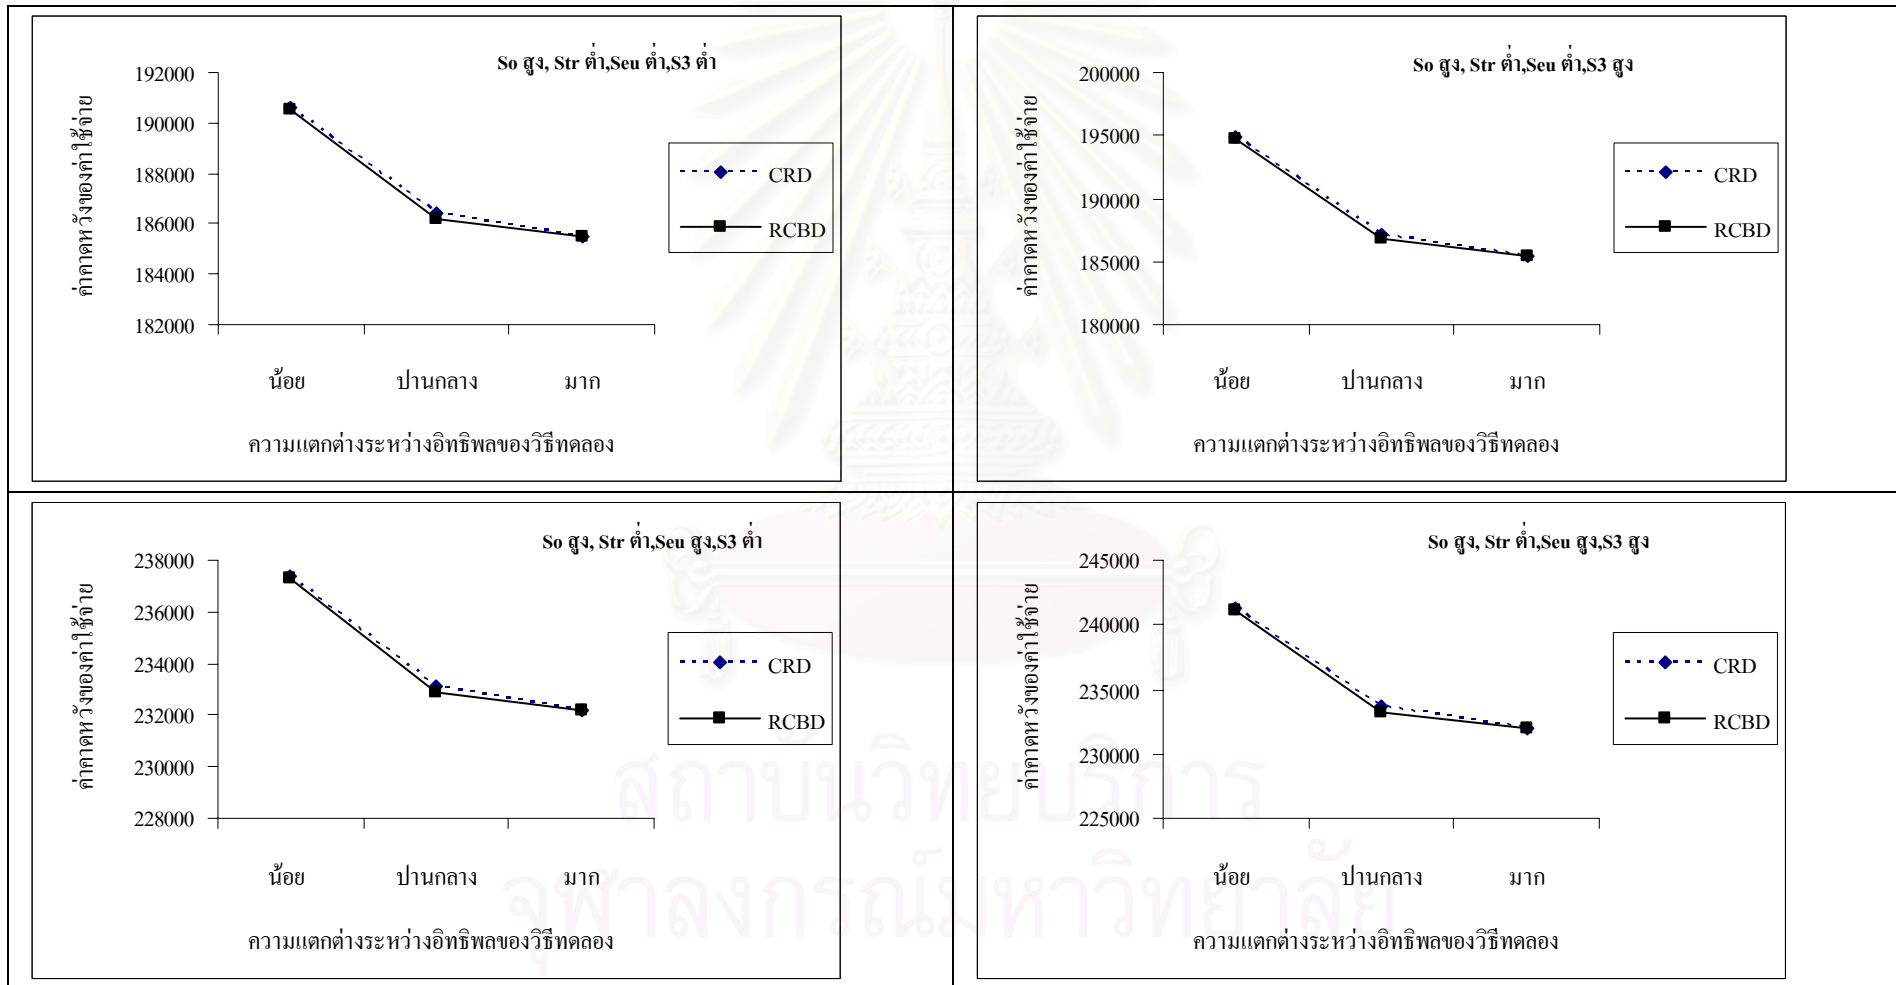 So สูง, Str ต่ำ,Seu ต่ำ,S3 ต่ำ
192000
190000
188000
186000
184000
182000
ค่าคาดหวังของค่าใช้จ่าย
น้อย ปานกลาง มาก
ความแตกต่างระหว่างอิทธิพลของวิธีทดลอง
CRD
RCBD
So สูง, Str ต่ำ,Seu ต่ำ,S3 สูง
200000
195000
190000
185000
180000
ค่าคาดหวังของค่าใช้จ่าย
น้อย ปานกลาง มาก
ความแตกต่างระหว่างอิทธิพลของวิธีทดลอง
CRD
RCBD
So สูง, Str ต่ำ,Seu สูง,S3 ต่ำ
238000
236000
234000
232000
230000
228000
ค่าคาดหวังของค่าใช้จ่าย
น้อย ปานกลาง มาก
ความแตกต่างระหว่างอิทธิพลของวิธีทดลอง
CRD
RCBD
So สูง, Str ต่ำ,Seu สูง,S3 สูง
245000
240000
235000
230000
225000
ค่าคาดหวังของค่าใช้จ่าย
น้อย ปานกลาง มาก
ความแตกต่างระหว่างอิทธิพลของวิธีทดลอง
CRD
RCBD
สถาบันวิทยบริการ
จุฬาลงกรณ์มหาวิทยาลัย